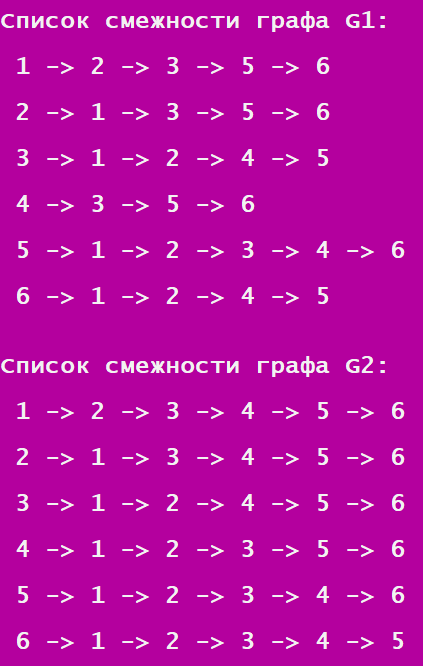 Список смежности графа G1:
1 -> 2 -> 3 -> 5 -> 6
2 -> 1 -> 3 -> 5 -> 6
3 -> 1 -> 2 -> 4 -> 5
4 -> 3 -> 5 -> 6
5 -> 1 -> 2 -> 3 -> 4 -> 6
6 -> 1 -> 2 -> 4 -> 5
Список смежности графа G2:
1 -> 2 -> 3 -> 4 -> 5 -> 6
2 -> 1 -> 3 -> 4 -> 5 -> 6
3 -> 1 -> 2 -> 4 -> 5 -> 6
4 -> 1 -> 2 -> 3 -> 5 -> 6
5 -> 1 -> 2 -> 3 -> 4 -> 6
6 -> 1 -> 2 -> 3 -> 4 -> 5